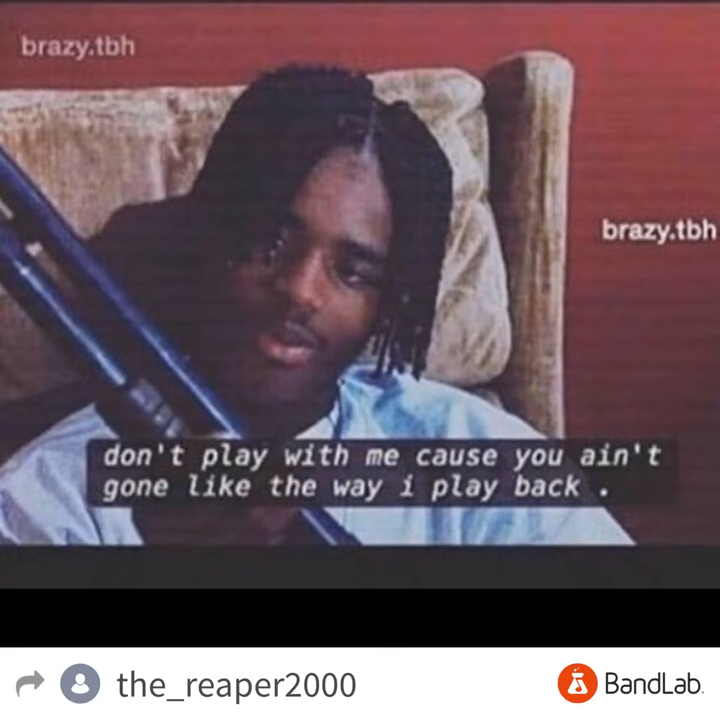 brazy.tbh
brazy.tbh
don't play with me cause you ain't
gone like the way i play back .
the_reaper2000
BandLab.